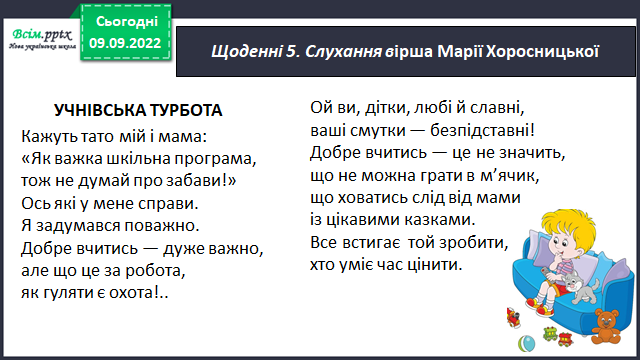 Всім.pptx
Нова українська школа
Сьогодні
09.09.2022
Щоденні 5. Слухання вірша Марії Хоросницької
УЧНІВСЬКА ТУРБОТА
Кажуть тато мій і мама:
«Як важка шкільна програма,
тож не думай про забави!»
Ось які у мене справи.
Я задумався поважно.
Добре вчитись — дуже важно,
але що це за робота,
як гуляти є охота!..
Ой ви, дітки, любі й славні,
ваші смутки — безпідставні!
Добре вчитись — це не значить,
що не можна грати в м’ячик,
що ховатись слід від мами
із цікавими казками.
Все встигає той зробити,
хто уміє час цінити.